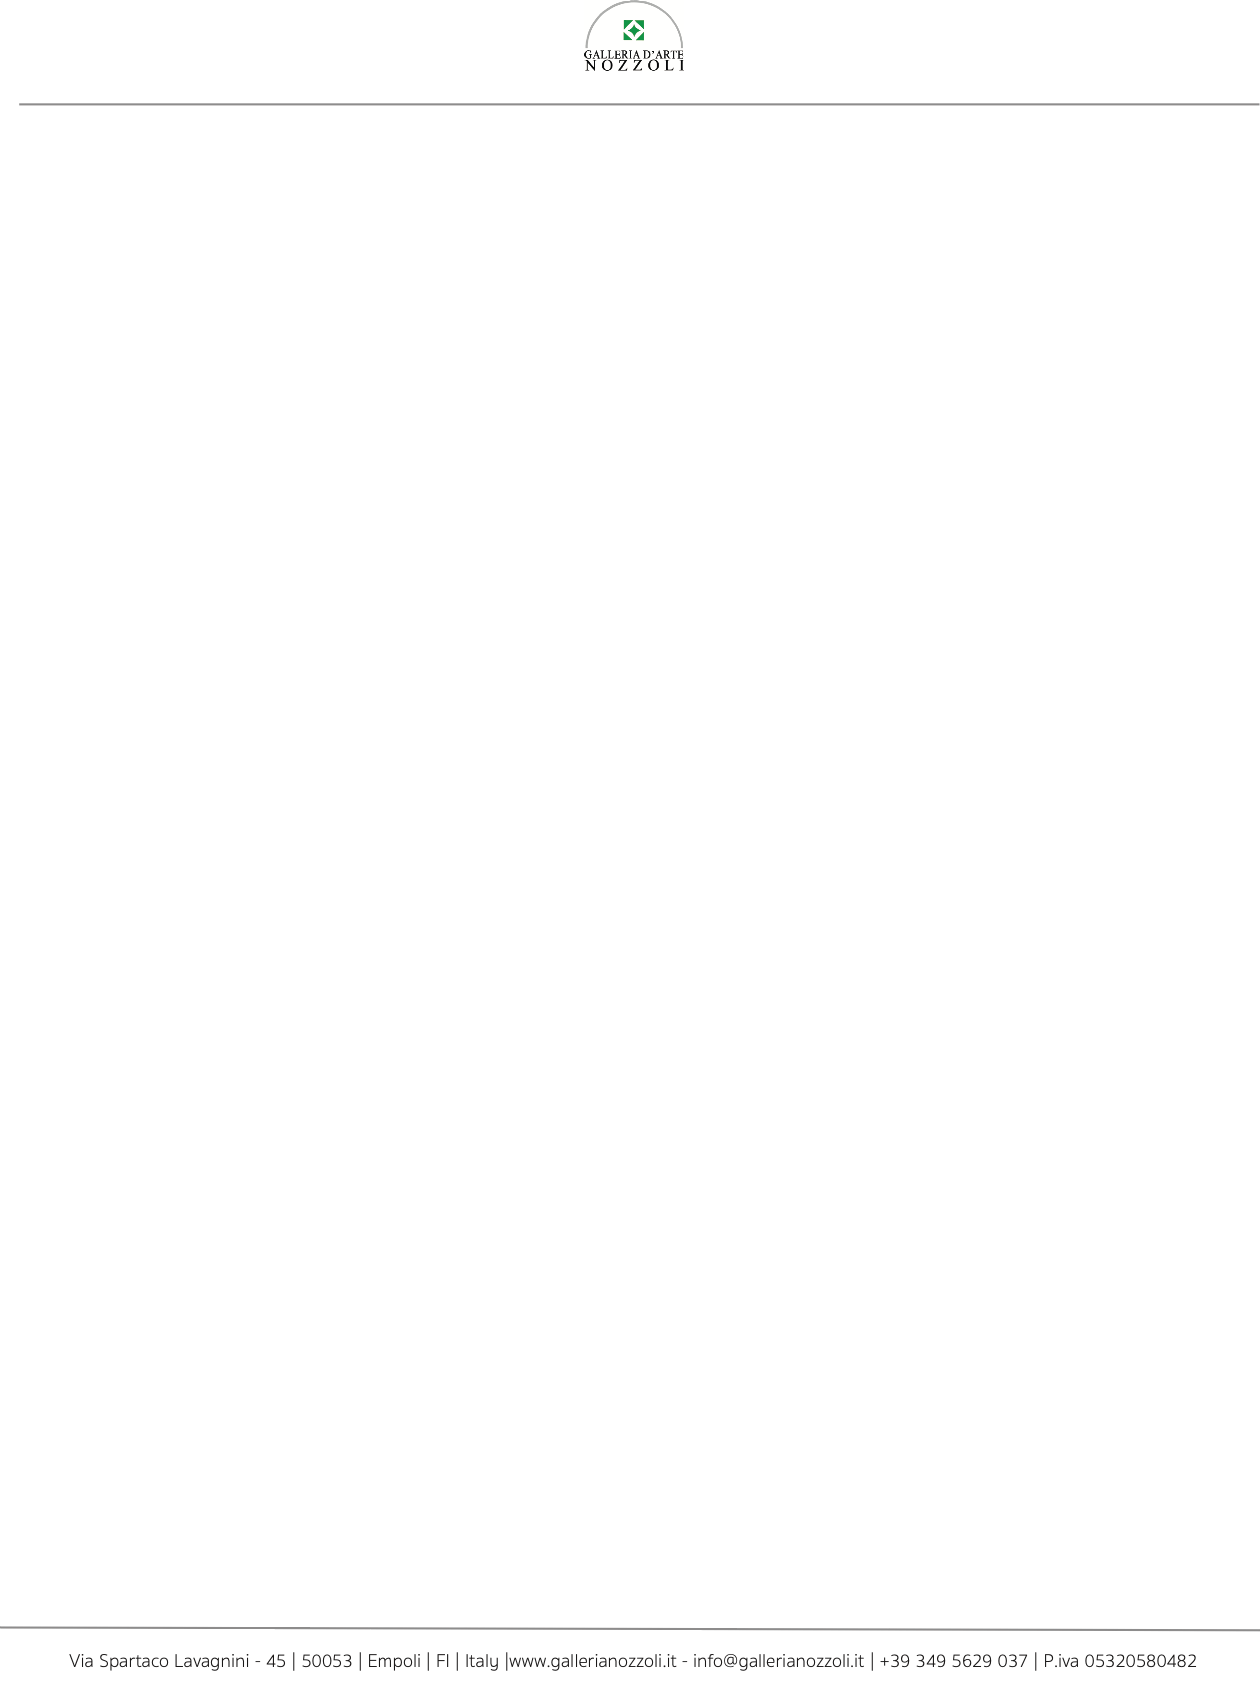 GALLERIA D'ARTE
NOZZOLI
Via Spartaco Lavagnini - 45 | 50053 | Empoli | FI | Italy |www.gallerianozzoli.it - info@gallerianozzoli.it | +39 349 5629 037 | P.iva 05320580482